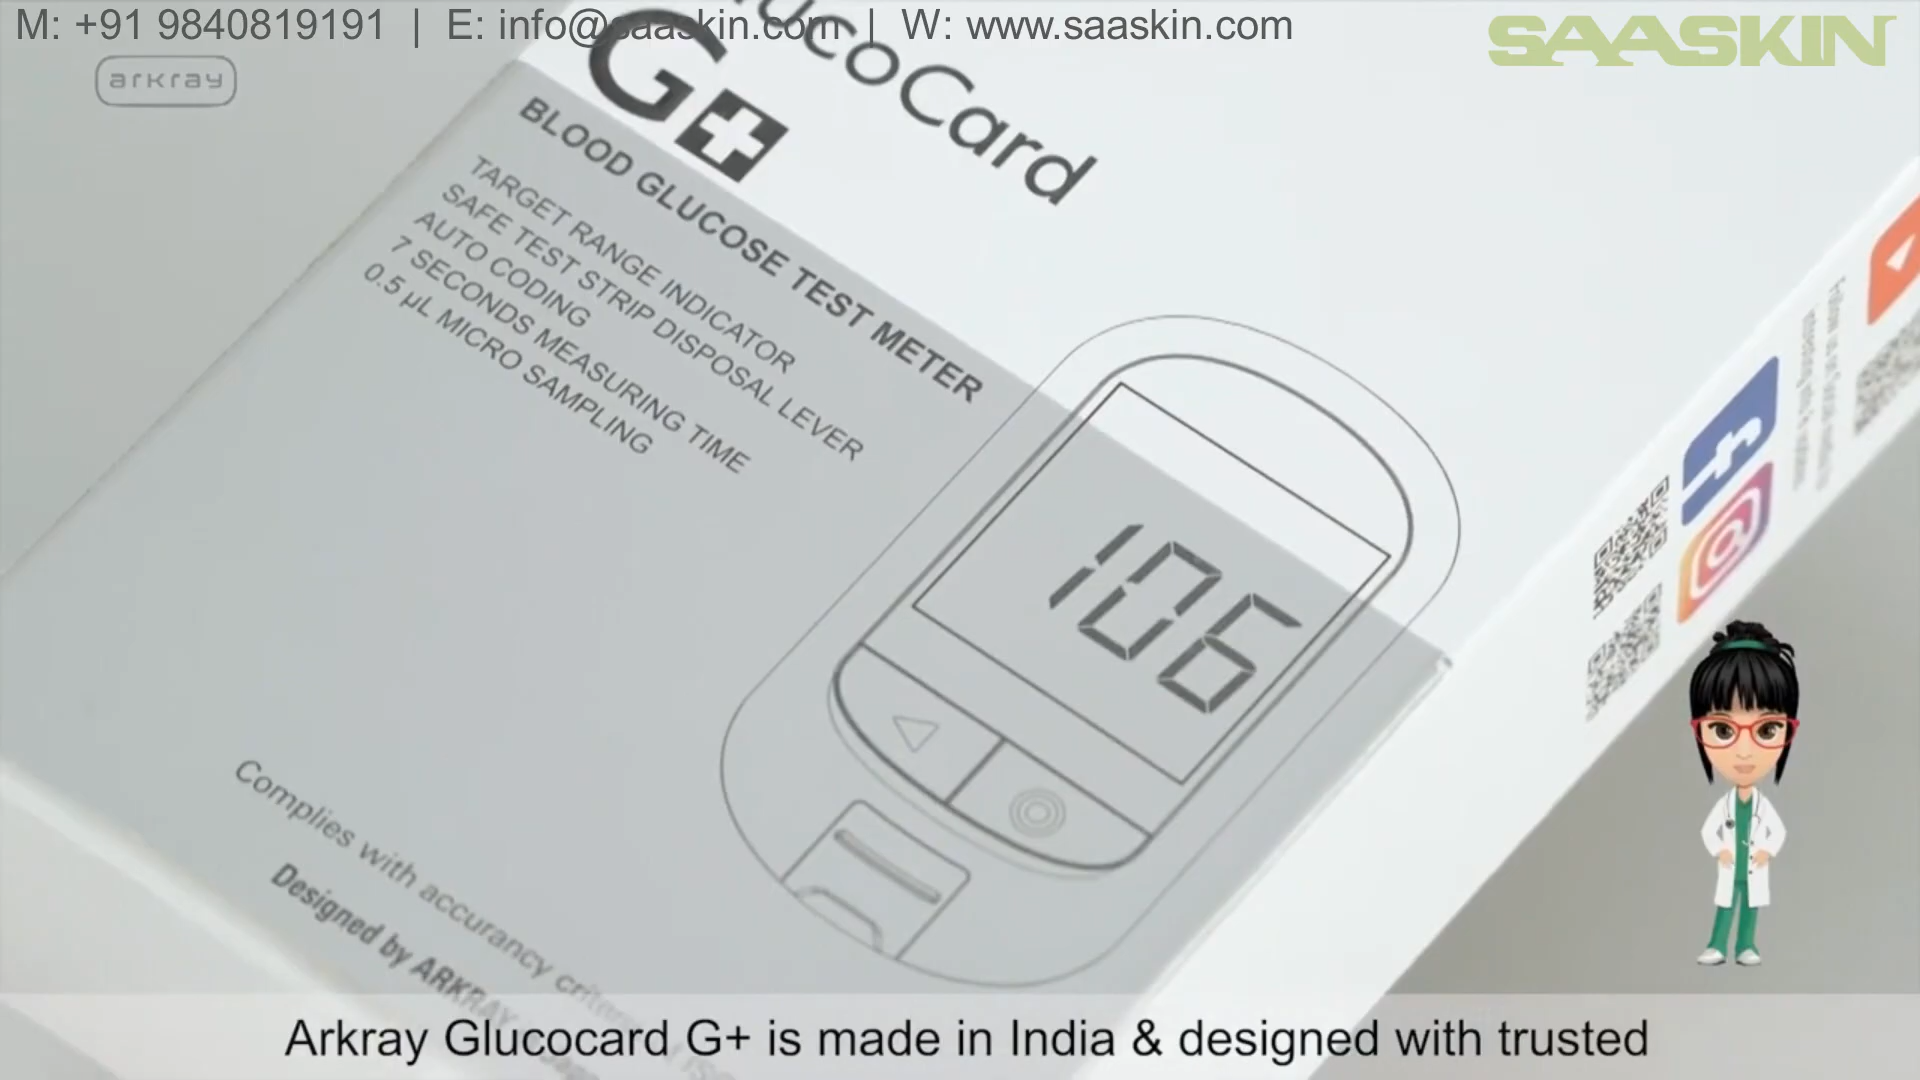 M: +91 9840819191 | E: info@saaskin.com | W: www.saaskin.com
SAASKIN
arkray
GlucoCard
G+
BLOOD GLUCOSE TEST METER
TARGET RANGE INDICATOR
SAFE TEST STRIP DISPOSAL LEVER
AUTO CODING
7 SECONDS MEASURING TIME
0.5 µL MICRO SAMPLING
106
Complies with accurancy
Designed by ARKRAY
Arkray Glucocard G+ is made in India & designed with trusted